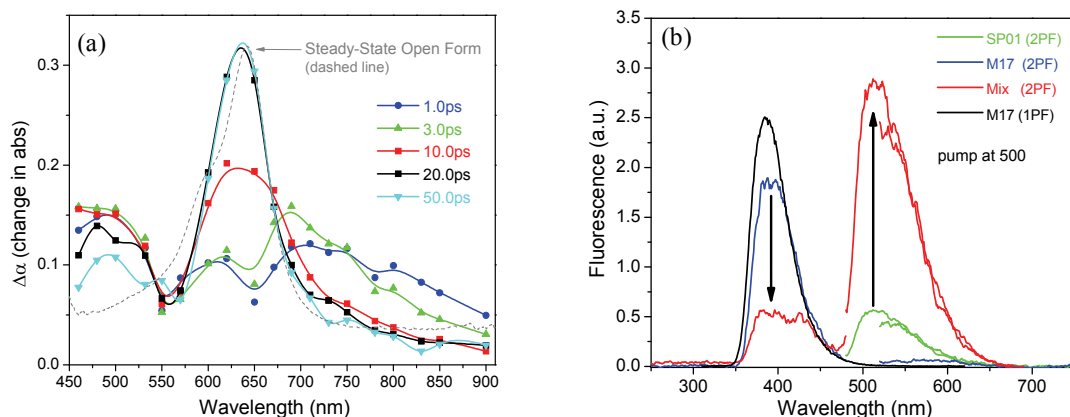 (a)
Steady-State Open Form
(dashed line)
1.0ps
3.0ps
10.0ps
20.0ps
50.0ps
0.3
0.2
0.1
0.0
Δα (change in abs)
450 500 550 600 650 700 750 800 850 900
Wavelength (nm)
(b)
SP01 (2PF)
M17 (2PF)
Mix (2PF)
M17 (1PF)
pump at 500
3.5
3.0
2.5
2.0
1.5
1.0
0.5
0.0
Fluorescence (a.u.)
300 400 500 600 700
Wavelength (nm)